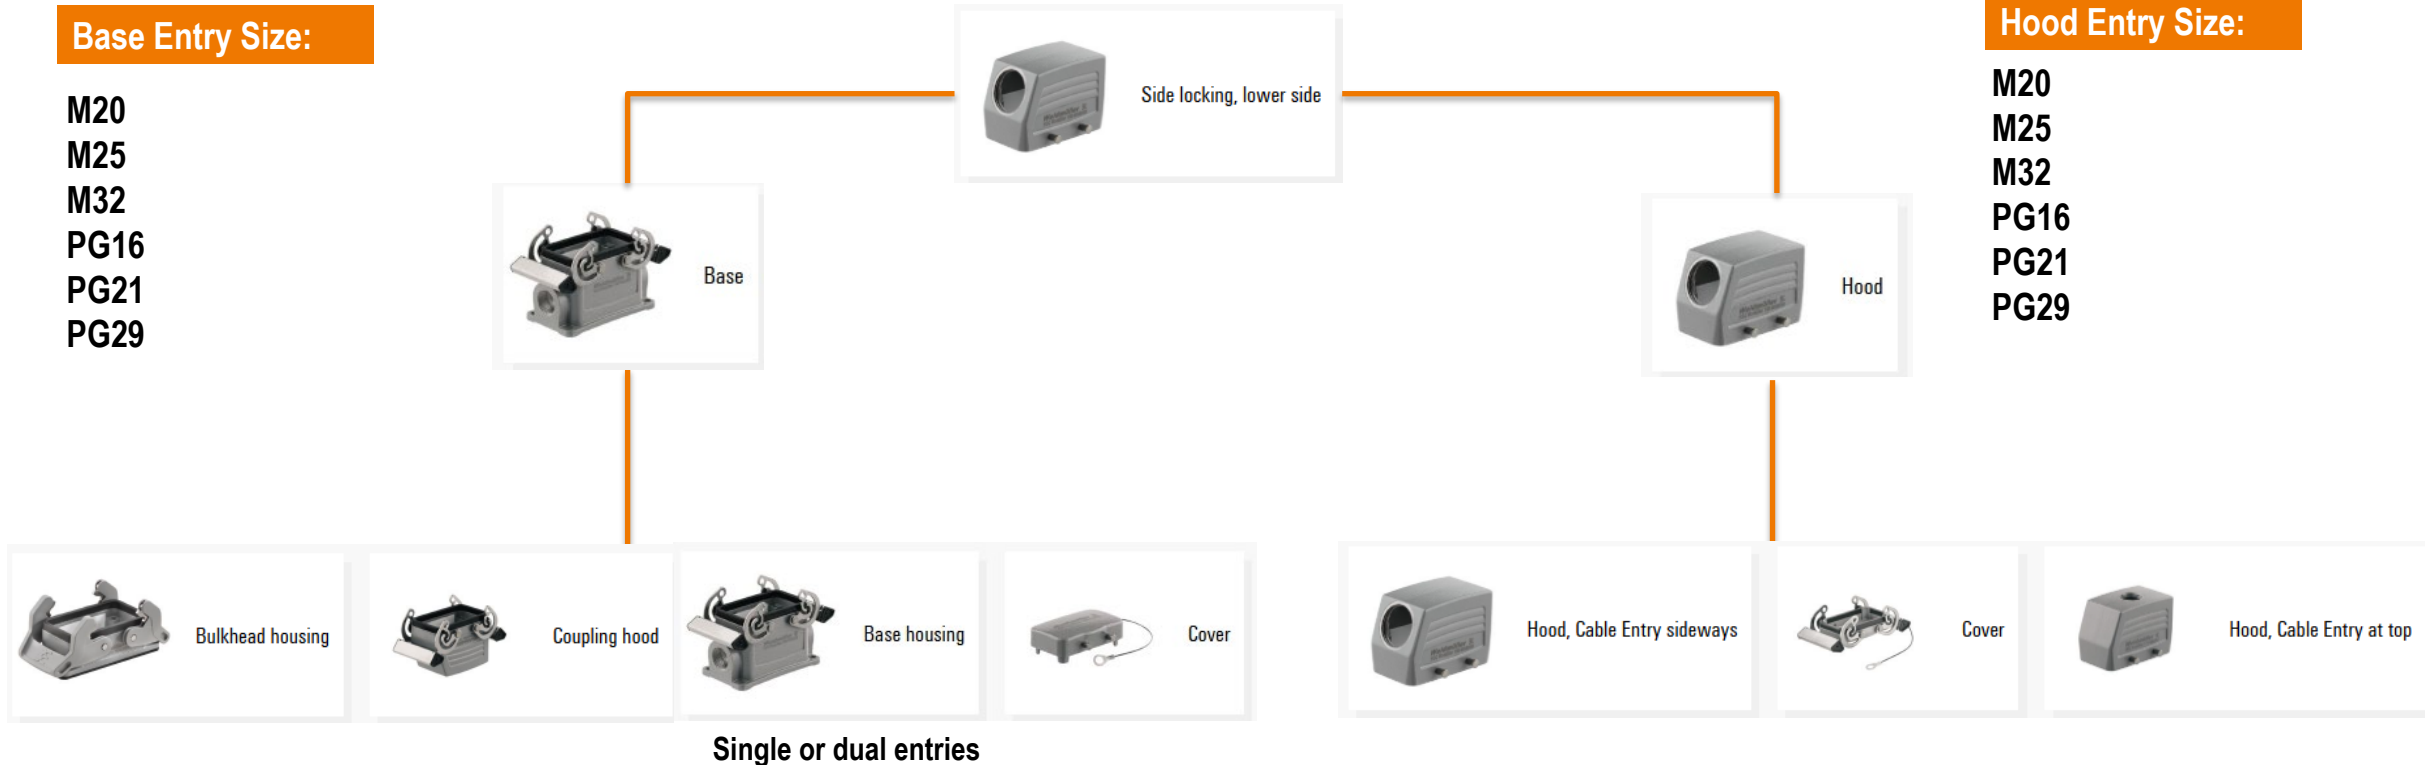 Base Entry Size:
M20
M25
M32
PG16
PG21
PG29
Side locking, lower side
Hood Entry Size:
M20
M25
M32
PG16
PG21
PG29
Base
Hood
Bulkhead housing
Coupling hood
Base housing
Cover
Hood, Cable Entry sideways
Cover
Hood, Cable Entry at top
Single or dual entries